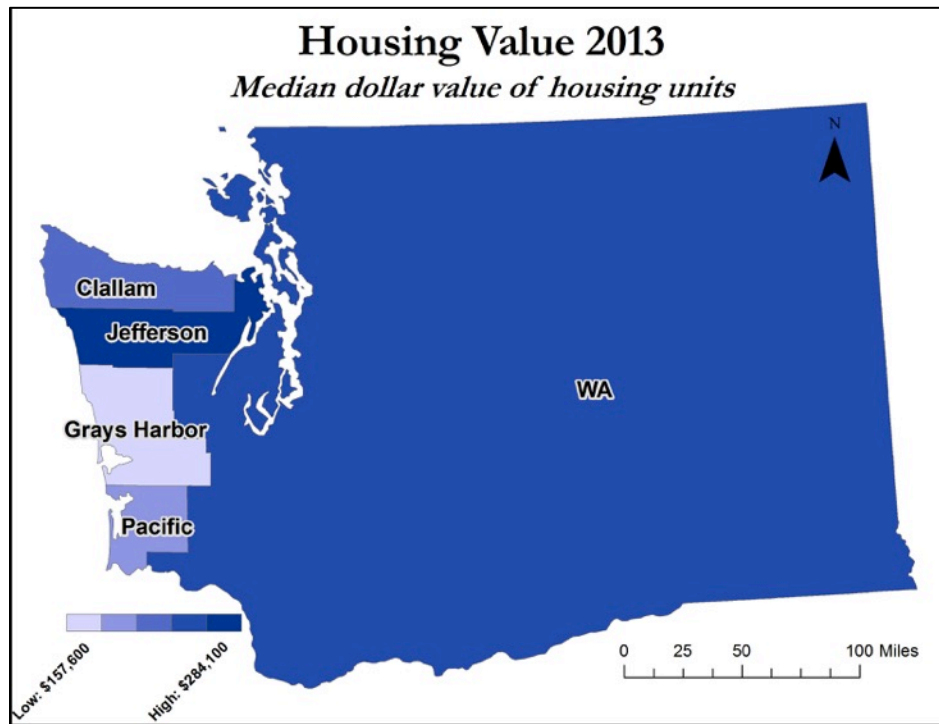 Housing Value 2013
Median dollar value of housing units
N
Clallam
Jefferson
WA
Grays Harbor
Pacific
Low: $157,600
High: $284,100
0 25 50 100 Miles